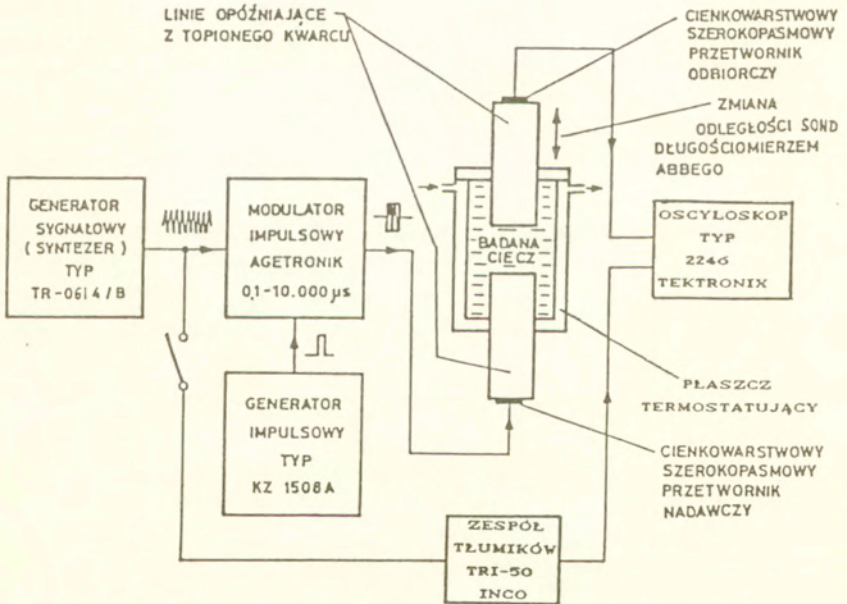 LINIE OPÓŹNIAJĄCE
Z TOPIONEGO KWARCU
CIENKOWARSTWOWY
SZEROKOPASMOWY
PRZETWORNIK
ODBIORCZY
ZMIANA
ODLEGŁOŚCI SOND
DŁUGOŚCIOMIERZEM
ABBEGO
GENERATOR
SYGNAŁOWY
(SYNTEZER)
TYP
TR-0614/B
MODULATOR
IMPULSOWY
AGETRONIK
0,1-10.000 µs
BADANA
CIECZ
OSCYLOSKOP
TYP
2246
TEKTRONIX
GENERATOR
IMPULSOWY
TYP
KZ 1508A
PŁASZCZ
TERMOSTATUJĄCY
CIENKOWARSTWOWY
SZEROKOPASMOWY
PRZETWORNIK
NADAWCZY
ZESPÓŁ
TŁUMIKÓW
TRI-50
INCO